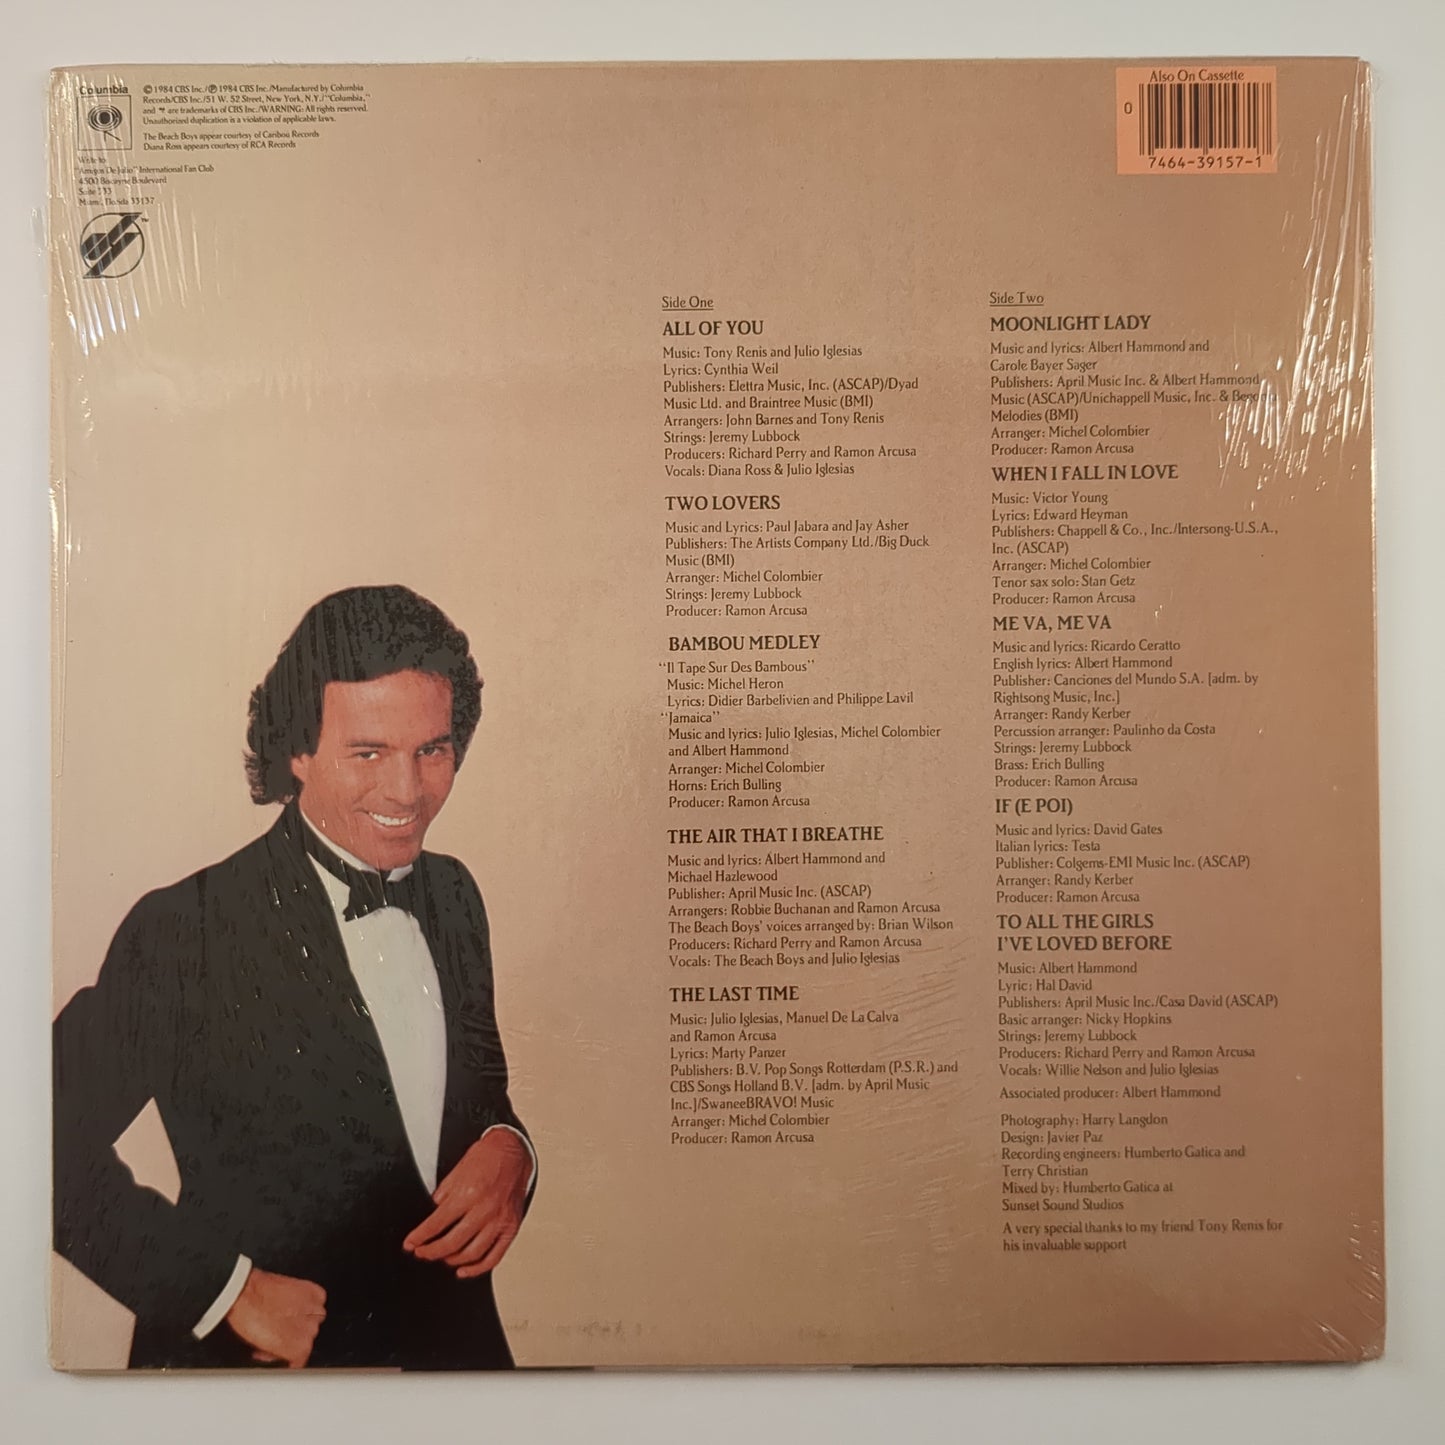 Columbia
© 1984 CBS Inc./℗ 1984 CBS Inc./Manufactured by Columbia
Records/CBS Inc./51 W. 52 Street, New York, N.Y./"Columbia,"
and are trademarks of CBS Inc./WARNING: All rights reserved.
Unauthorized duplication is a violation of applicable laws.
The Beach Boys appear courtesy of Caribou Records
Diana Ross appears courtesy of RCA Records
Write to:
"Amigos De Julio" International Fan Club
4500 Biscayne Boulevard
Suite 333
Miami, Florida 33137
TM
Also On Cassette
0
7464-39157-1
Side One
ALL OF YOU
Music: Tony Renis and Julio Iglesias
Lyrics: Cynthia Weil
Publishers: Elettra Music, Inc. (ASCAP)/Dyad
Music Ltd. and Braintree Music (BMI)
Arrangers: John Barnes and Tony Renis
Strings: Jeremy Lubbock
Producers: Richard Perry and Ramon Arcusa
Vocals: Diana Ross & Julio Iglesias
TWO LOVERS
Music and Lyrics: Paul Jabara and Jay Asher
Publishers: The Artists Company Ltd./Big Duck
Music (BMI)
Arranger: Michel Colombier
Strings: Jeremy Lubbock
Producer: Ramon Arcusa
BAMBOU MEDLEY
"Il Tape Sur Des Bambous"
Music: Michel Heron
Lyrics: Didier Barbelivien and Philippe Lavil
"Jamaica"
Music and lyrics: Julio Iglesias, Michel Colombier
and Albert Hammond
Arranger: Michel Colombier
Horns: Erich Bulling
Producer: Ramon Arcusa
THE AIR THAT I BREATHE
Music and lyrics: Albert Hammond and
Michael Hazlewood
Publisher: April Music Inc. (ASCAP)
Arrangers: Robbie Buchanan and Ramon Arcusa
The Beach Boys' voices arranged by: Brian Wilson
Producers: Richard Perry and Ramon Arcusa
Vocals: The Beach Boys and Julio Iglesias
THE LAST TIME
Music: Julio Iglesias, Manuel De La Calva
and Ramon Arcusa
Lyrics: Marty Panzer
Publishers: B.V. Pop Songs Rotterdam (P.S.R.) and
CBS Songs Holland B.V. [adm. by April Music
Inc.]/SwaneeBRAVO! Music
Arranger: Michel Colombier
Producer: Ramon Arcusa
Side Two
MOONLIGHT LADY
Music and lyrics: Albert Hammond and
Carole Bayer Sager
Publishers: April Music Inc. & Albert Hammond
Music (ASCAP)/Unichappell Music, Inc. &
Melodies (BMI)
Arranger: Michel Colombier
Producer: Ramon Arcusa
WHEN I FALL IN LOVE
Music: Victor Young
Lyrics: Edward Heyman
Publishers: Chappell & Co., Inc./Intersong-U.S.A.,
Inc. (ASCAP)
Arranger: Michel Colombier
Tenor sax solo: Stan Getz
Producer: Ramon Arcusa
ME VA, ME VA
Music and lyrics: Ricardo Ceratto
English lyrics: Albert Hammond
Publisher: Canciones del Mundo S.A. [adm. by
Rightsong Music, Inc.]
Arranger: Randy Kerber
Percussion arranger: Paulinho da Costa
Strings: Jeremy Lubbock
Brass: Erich Bulling
Producer: Ramon Arcusa
IF (E POI)
Music and lyrics: David Gates
Italian lyrics: Testa
Publisher: Colgems-EMI Music Inc. (ASCAP)
Arranger: Randy Kerber
Producer: Ramon Arcusa
TO ALL THE GIRLS
I'VE LOVED BEFORE
Music: Albert Hammond
Lyric: Hal David
Publishers: April Music Inc./Casa David (ASCAP)
Basic arranger: Nicky Hopkins
Strings: Jeremy Lubbock
Producers: Richard Perry and Ramon Arcusa
Vocals: Willie Nelson and Julio Iglesias
Associated producer: Albert Hammond
Photography: Harry Langdon
Design: Javier Paz
Recording engineers: Humberto Gatica and
Terry Christian
Mixed by: Humberto Gatica at
Sunset Sound Studios
A very special thanks to my friend Tony Renis for
his invaluable support